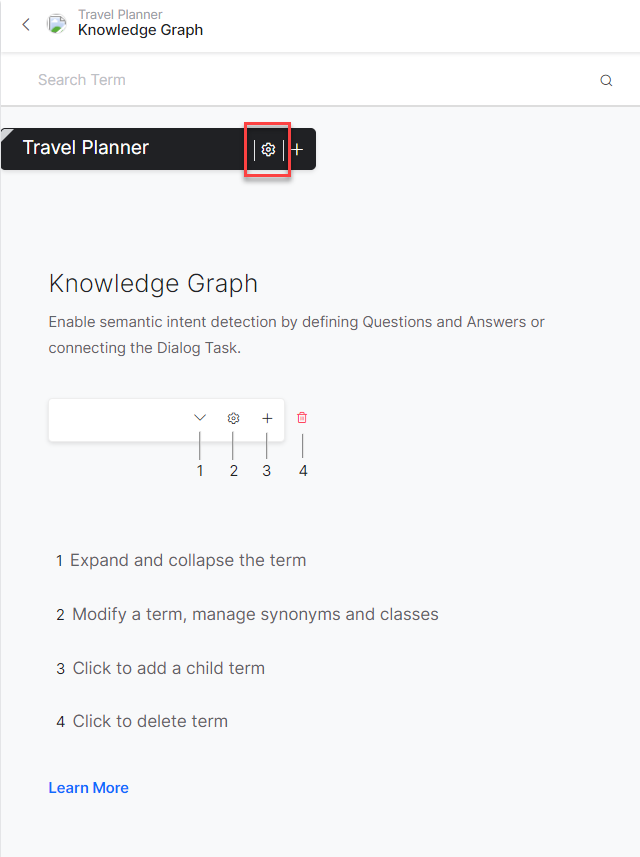 Travel Planner
Knowledge Graph
Search Term
Travel Planner
Knowledge Graph
Enable semantic intent detection by defining Questions and Answers or
connecting the Dialog Task.
1 2 3 4
1 Expand and collapse the term
2 Modify a term, manage synonyms and classes
3 Click to add a child term
4 Click to delete term
Learn More